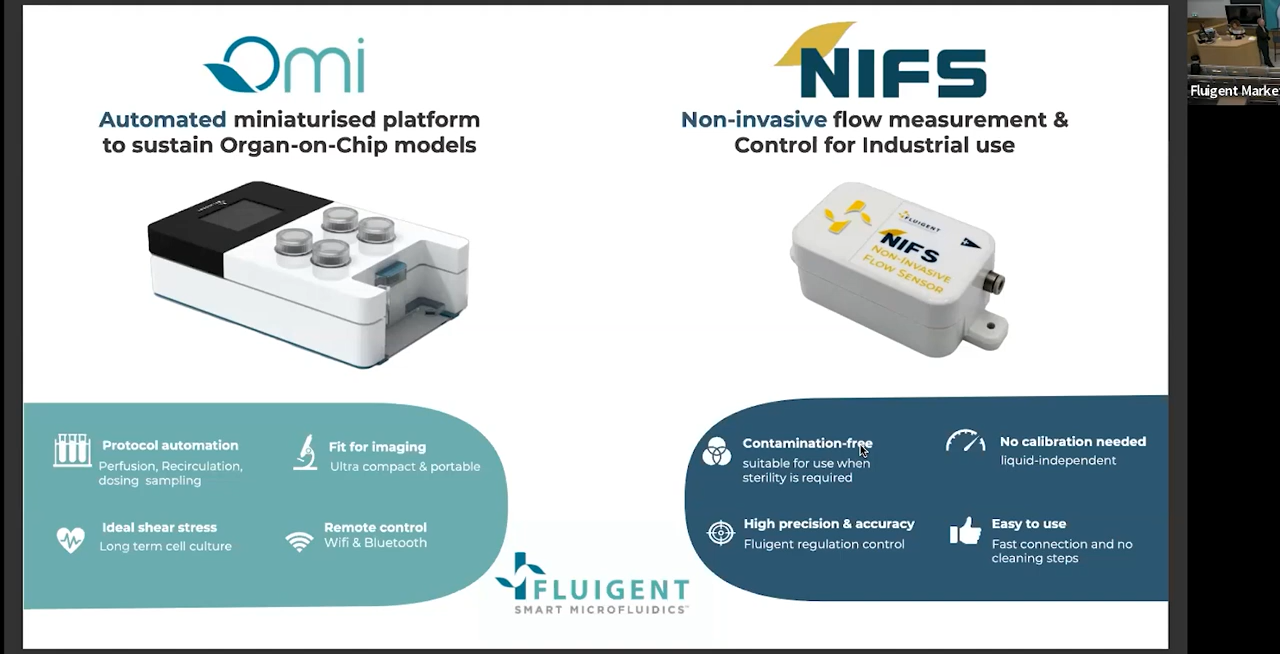 Omi
Automated miniaturised platform
to sustain Organ-on-Chip models
NIFS
Non-invasive flow measurement &
Control for Industrial use
FLUIGENT
NIFS
NON-INVASIVE
FLOW SENSOR
Protocol automation
Perfusion, Recirculation,
dosing sampling
Fit for imaging
Ultra compact & portable
Ideal shear stress
Long term cell culture
Remote control
Wifi & Bluetooth
Contamination-free
suitable for use when
sterility is required
No calibration needed
liquid-independent
High precision & accuracy
Fluigent regulation control
Easy to use
Fast connection and no
cleaning steps
FLUIGENT
SMART MICROFLUIDICS
Fluigent Marke